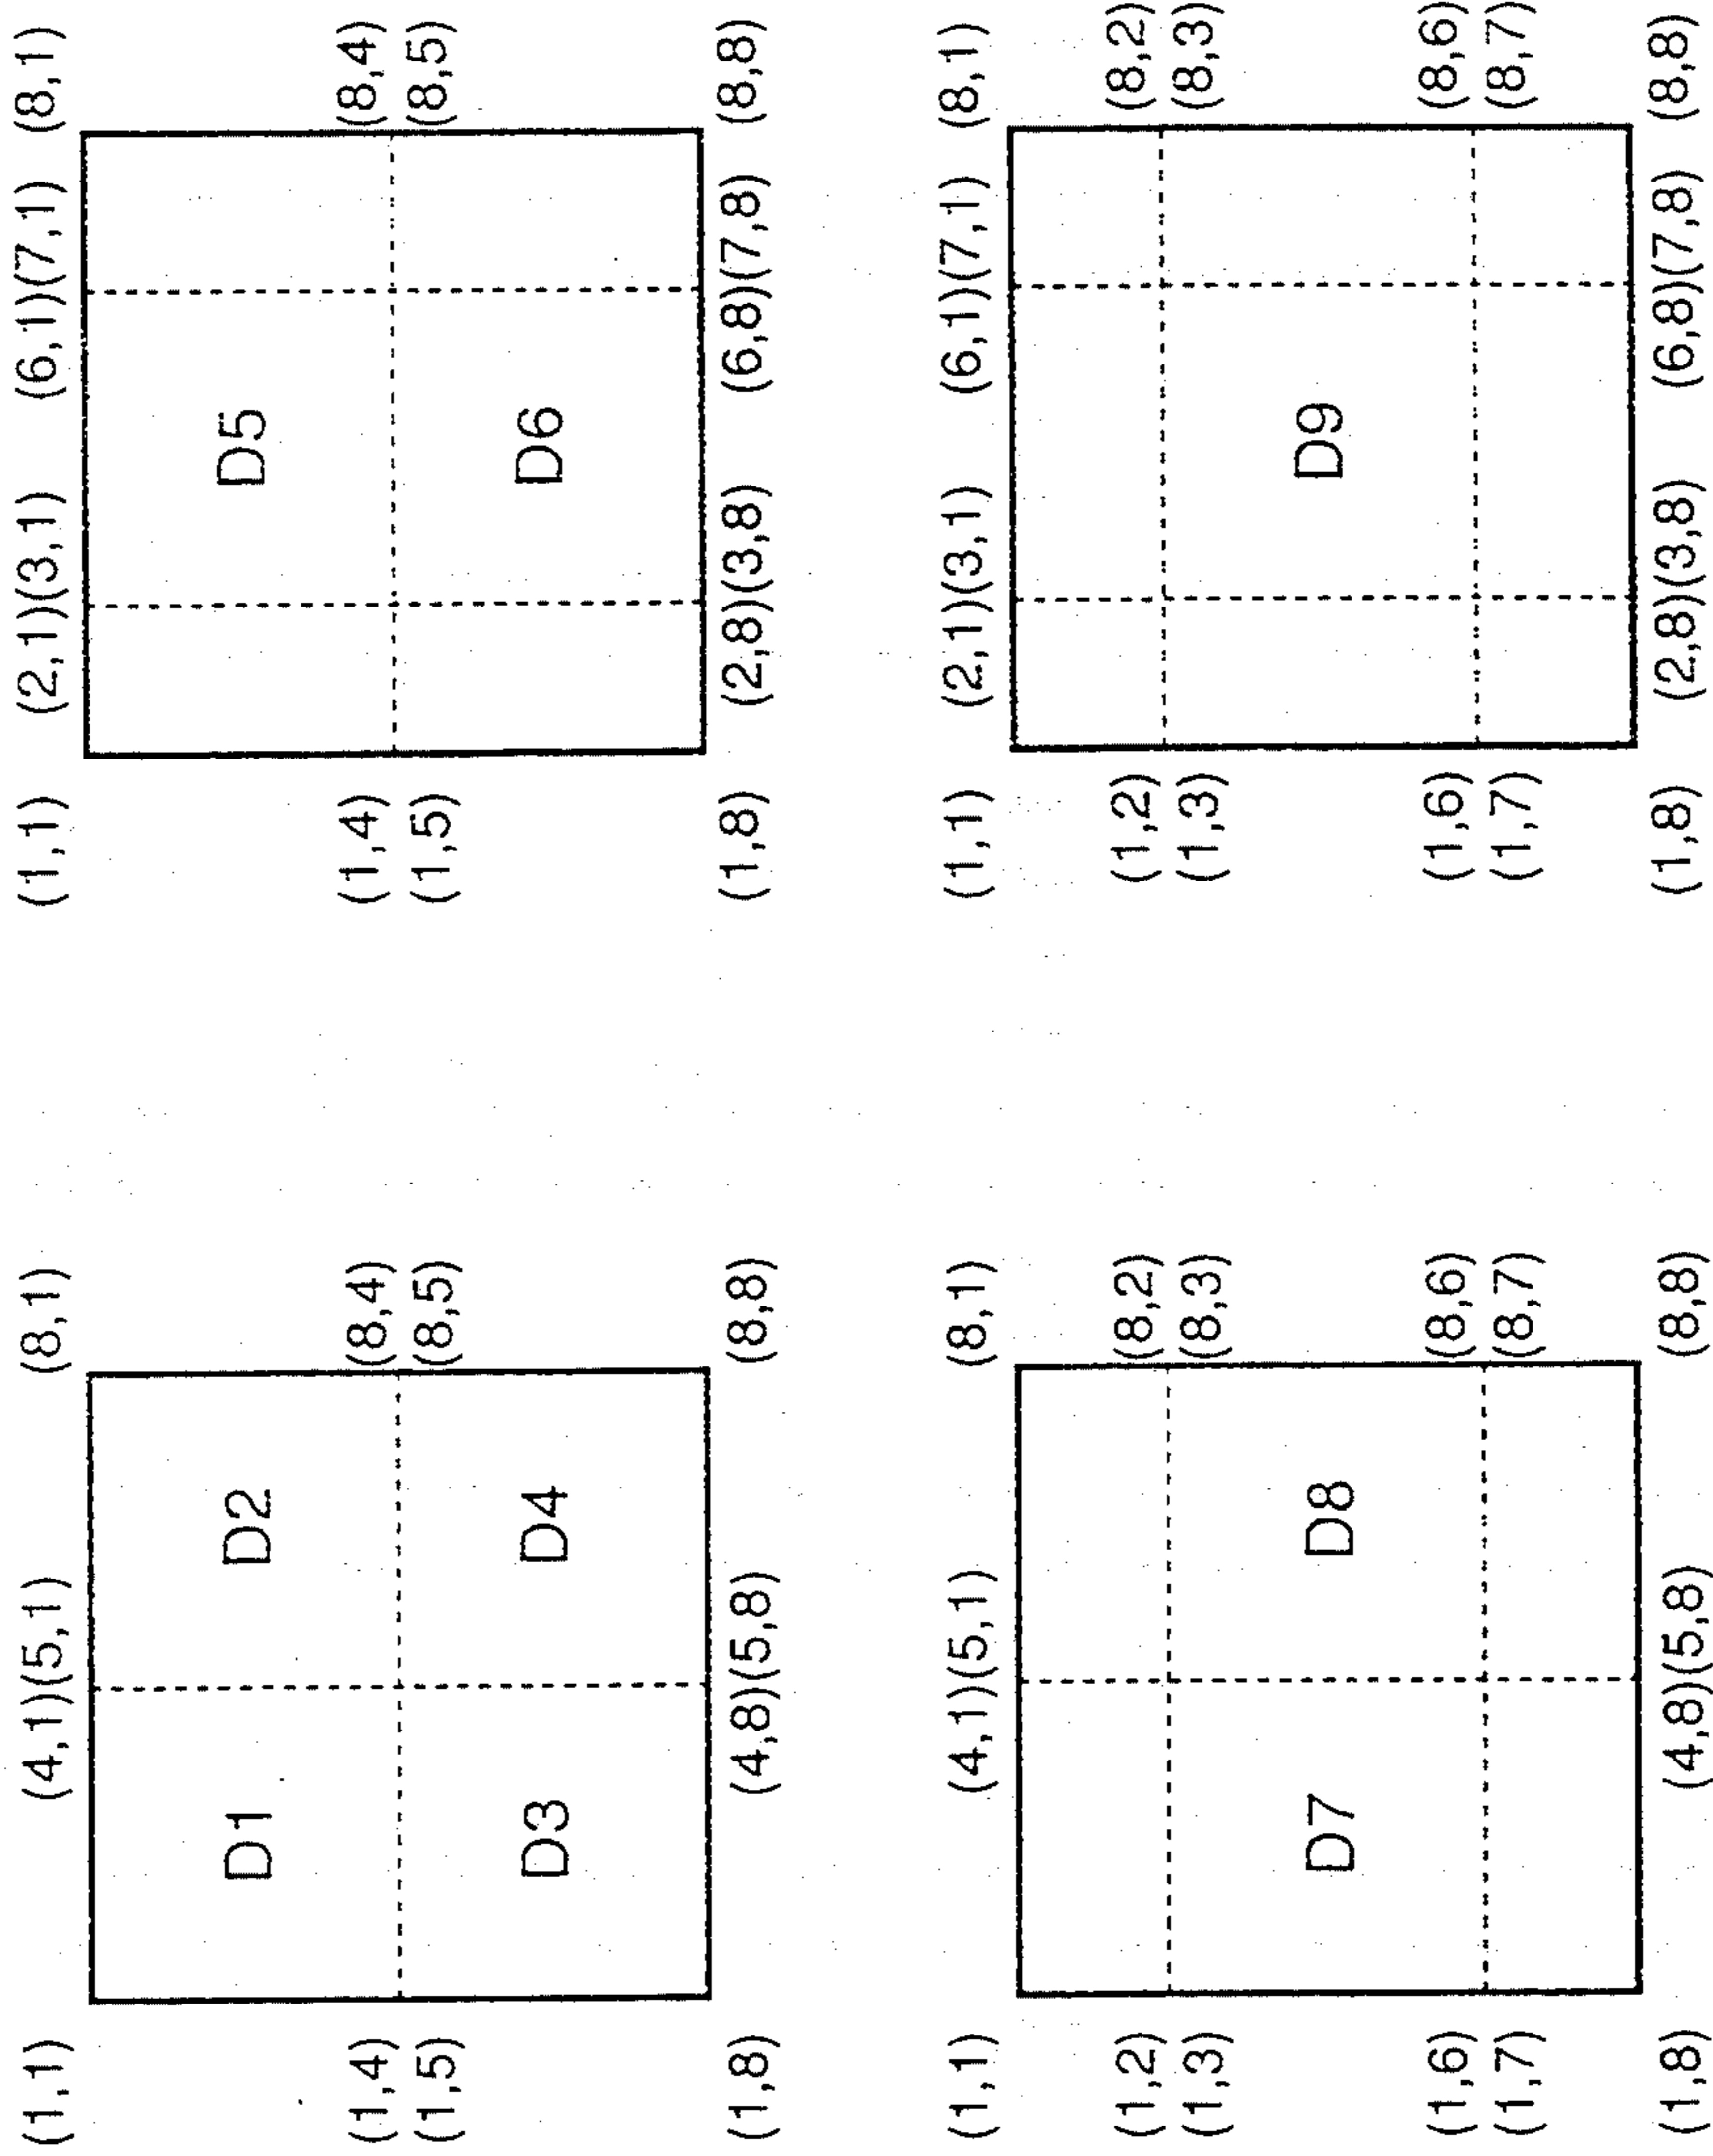 (1,1) (4,1)(5,1) (8,1)
D1 D2
(1,4) (8,4)
(1,5) (8,5)
D3 D4
(1,8) (4,8)(5,8) (8,8)
(1,1) (2,1)(3,1) (6,1)(7,1) (8,1)
D5
(1,4) (8,4)
(1,5) (8,5)
D6
(1,8) (2,8)(3,8) (6,8)(7,8) (8,8)
(1,1) (4,1)(5,1) (8,1)
(1,2) (8,2)
(1,3) (8,3)
D7 D8
(1,6) (8,6)
(1,7) (8,7)
(1,8) (4,8)(5,8) (8,8)
(1,1) (2,1)(3,1) (6,1)(7,1) (8,1)
(1,2) (8,2)
(1,3) (8,3)
D9
(1,6) (8,6)
(1,7) (8,7)
(1,8) (2,8)(3,8) (6,8)(7,8) (8,8)